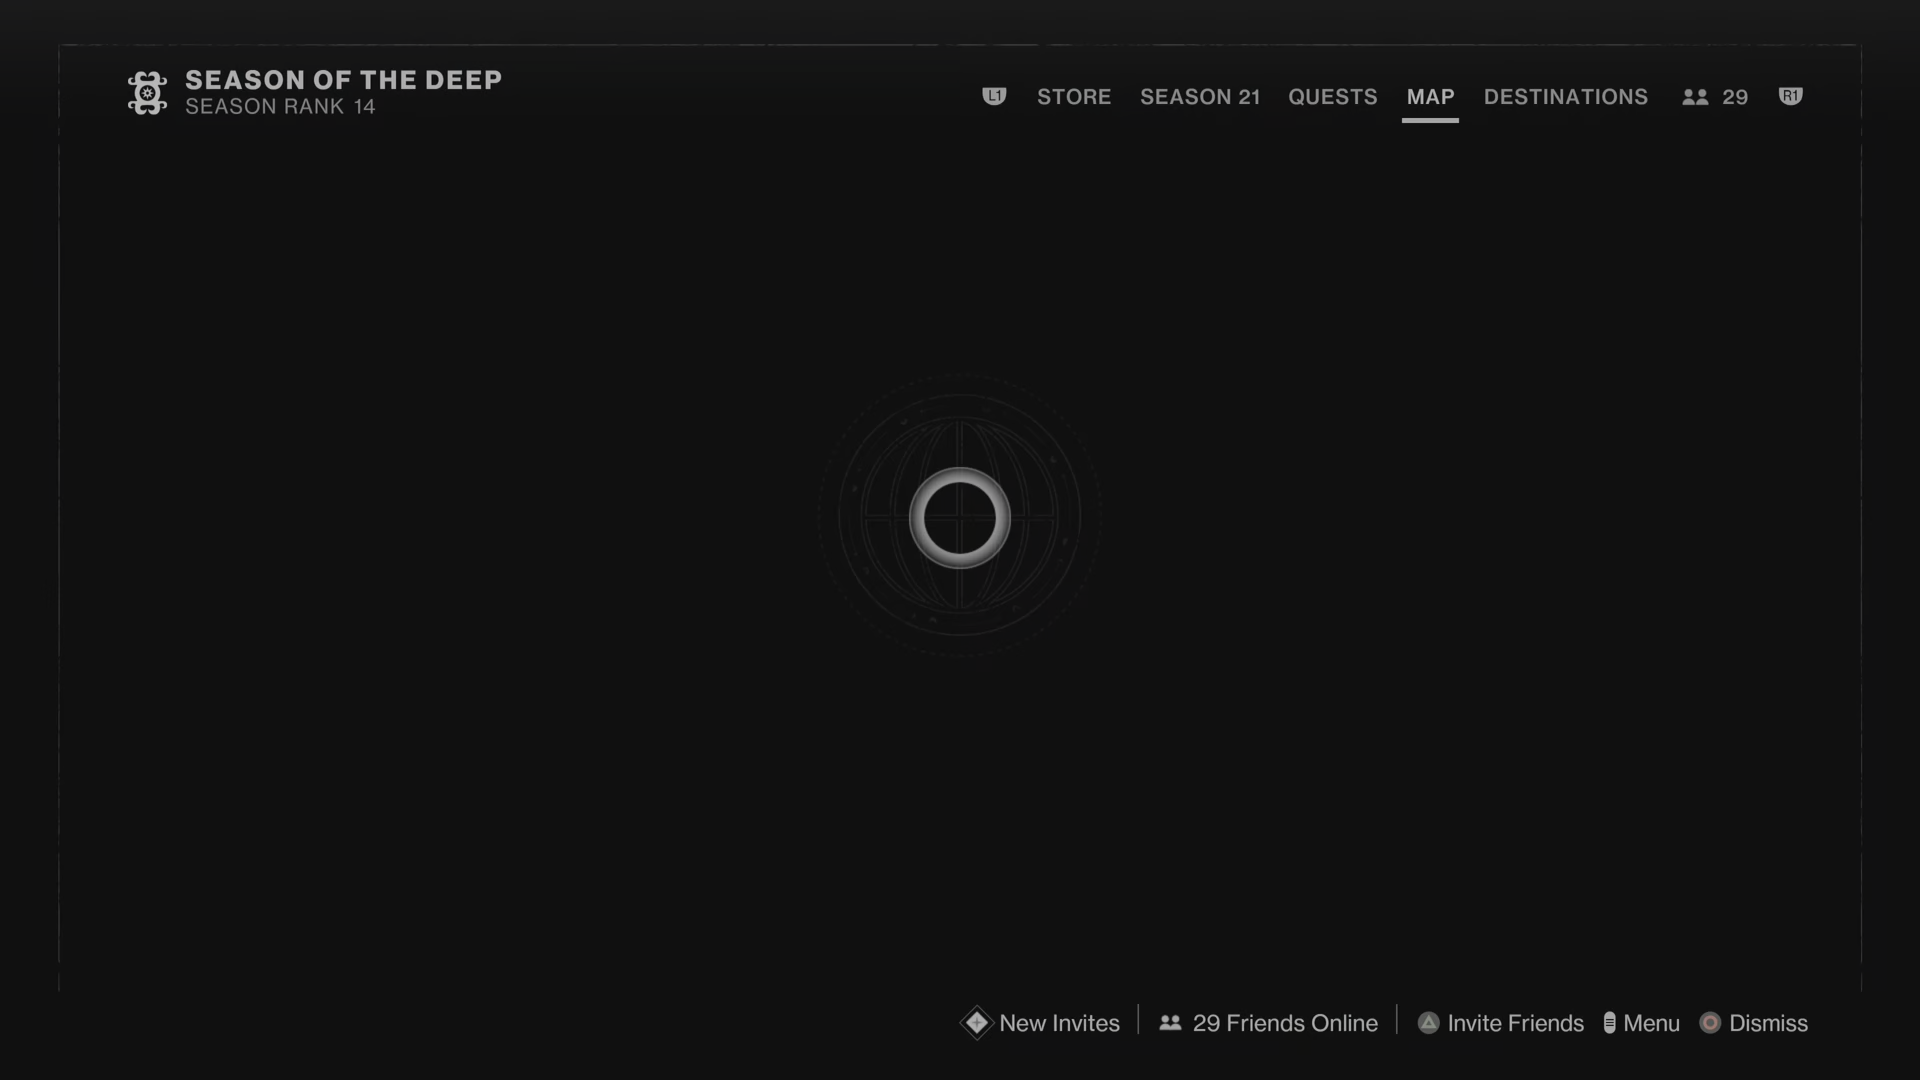 SEASON OF THE DEEP
SEASON RANK 14
L1 STORE SEASON 21 QUESTS MAP DESTINATIONS 29 R1
New Invites 29 Friends Online Invite Friends Menu Dismiss